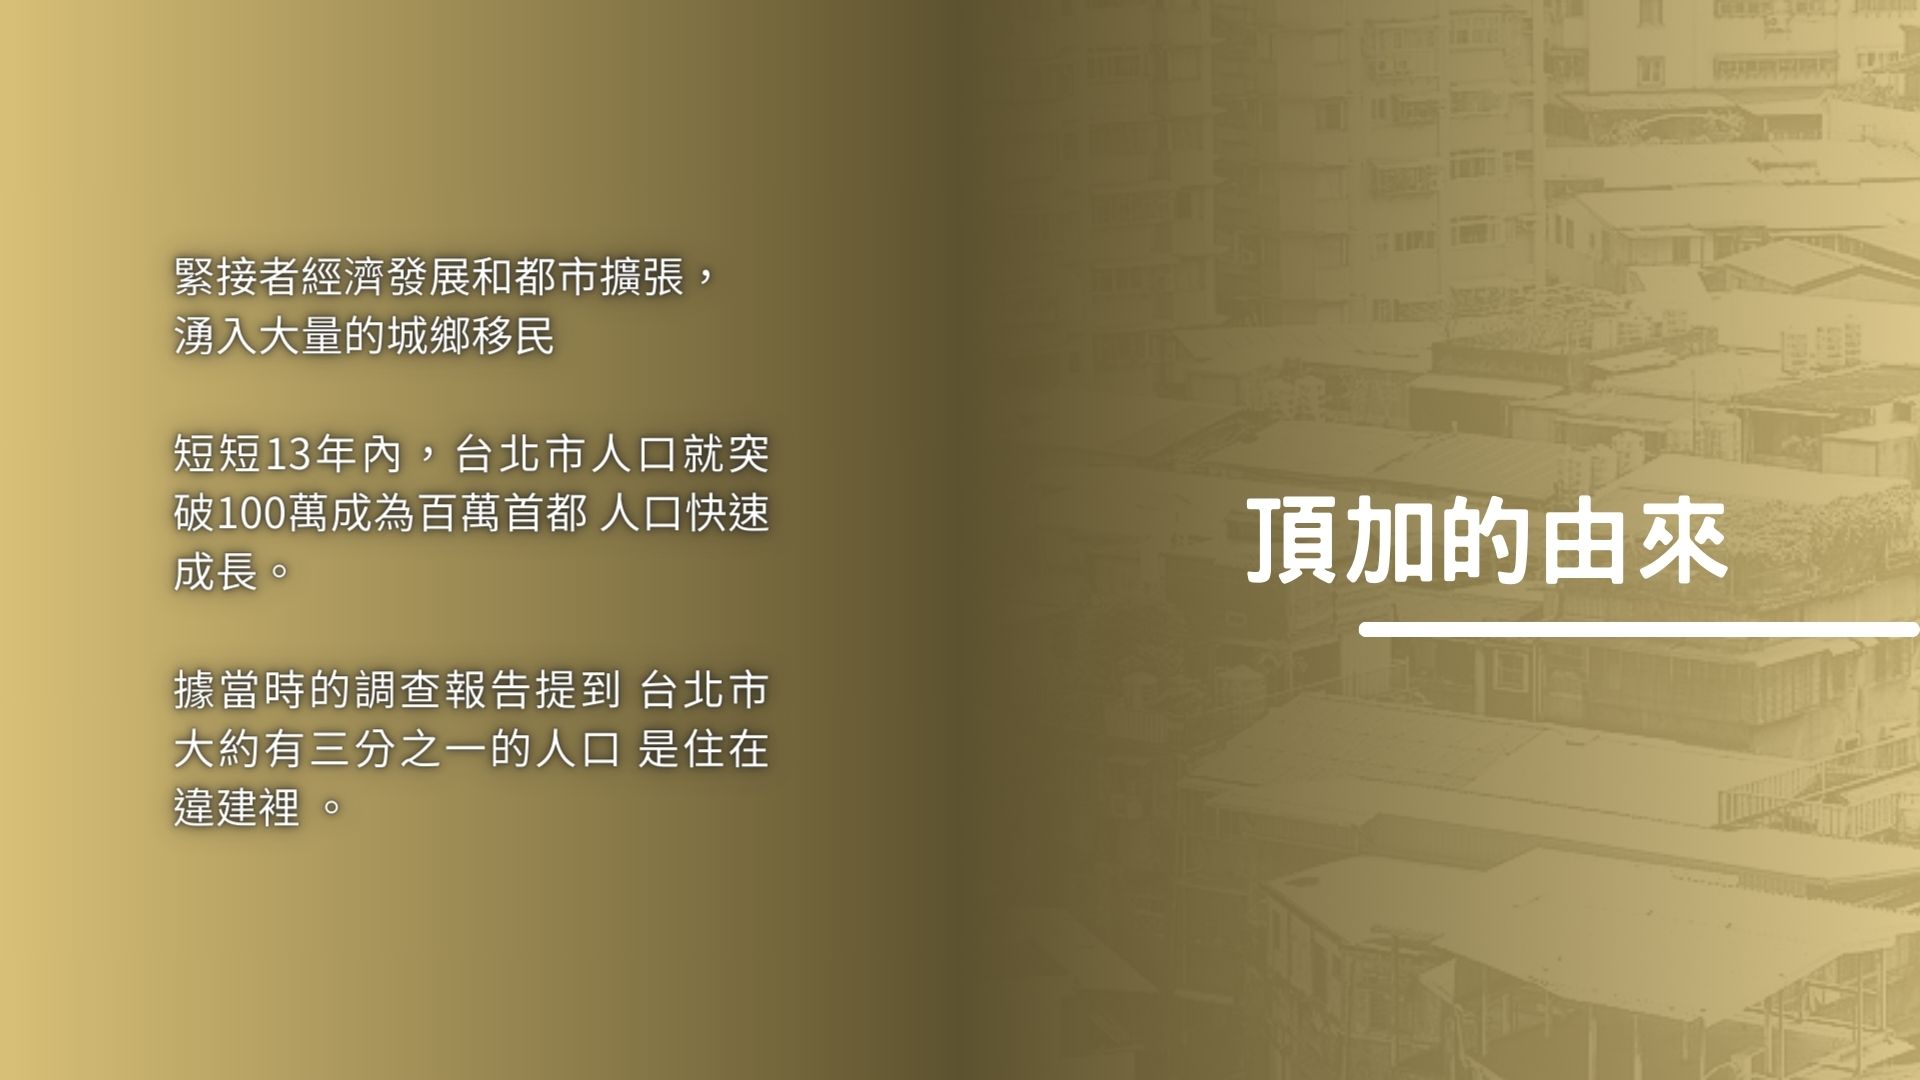 緊接者經濟發展和都市擴張，
湧入大量的城鄉移民
短短13年內，台北市人口就突
破100萬成為百萬首都 人口快速
成長。
據當時的調查報告提到 台北市
大約有三分之一的人口 是住在
違建裡 。
頂加的由來